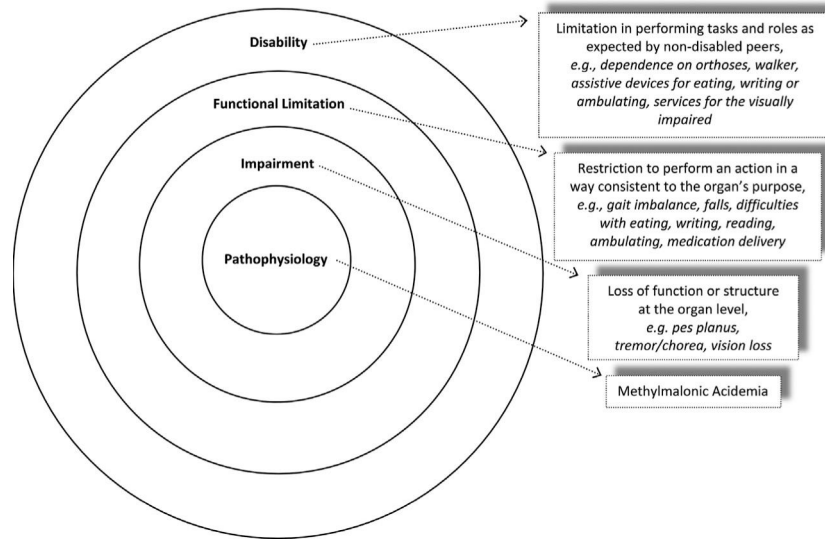 Disability
Limitation in performing tasks and roles as
expected by non-disabled peers,
e.g., dependence on orthoses, walker,
assistive devices for eating, writing or
ambulating, services for the visually
impaired
Functional Limitation
Restriction to perform an action in a
way consistent to the organ's purpose,
e.g., gait imbalance, falls, difficulties
with eating, writing, reading,
ambulating, medication delivery
Impairment
Loss of function or structure
at the organ level,
e.g. pes planus,
tremor/chorea, vision loss
Pathophysiology
Methylmalonic Acidemia